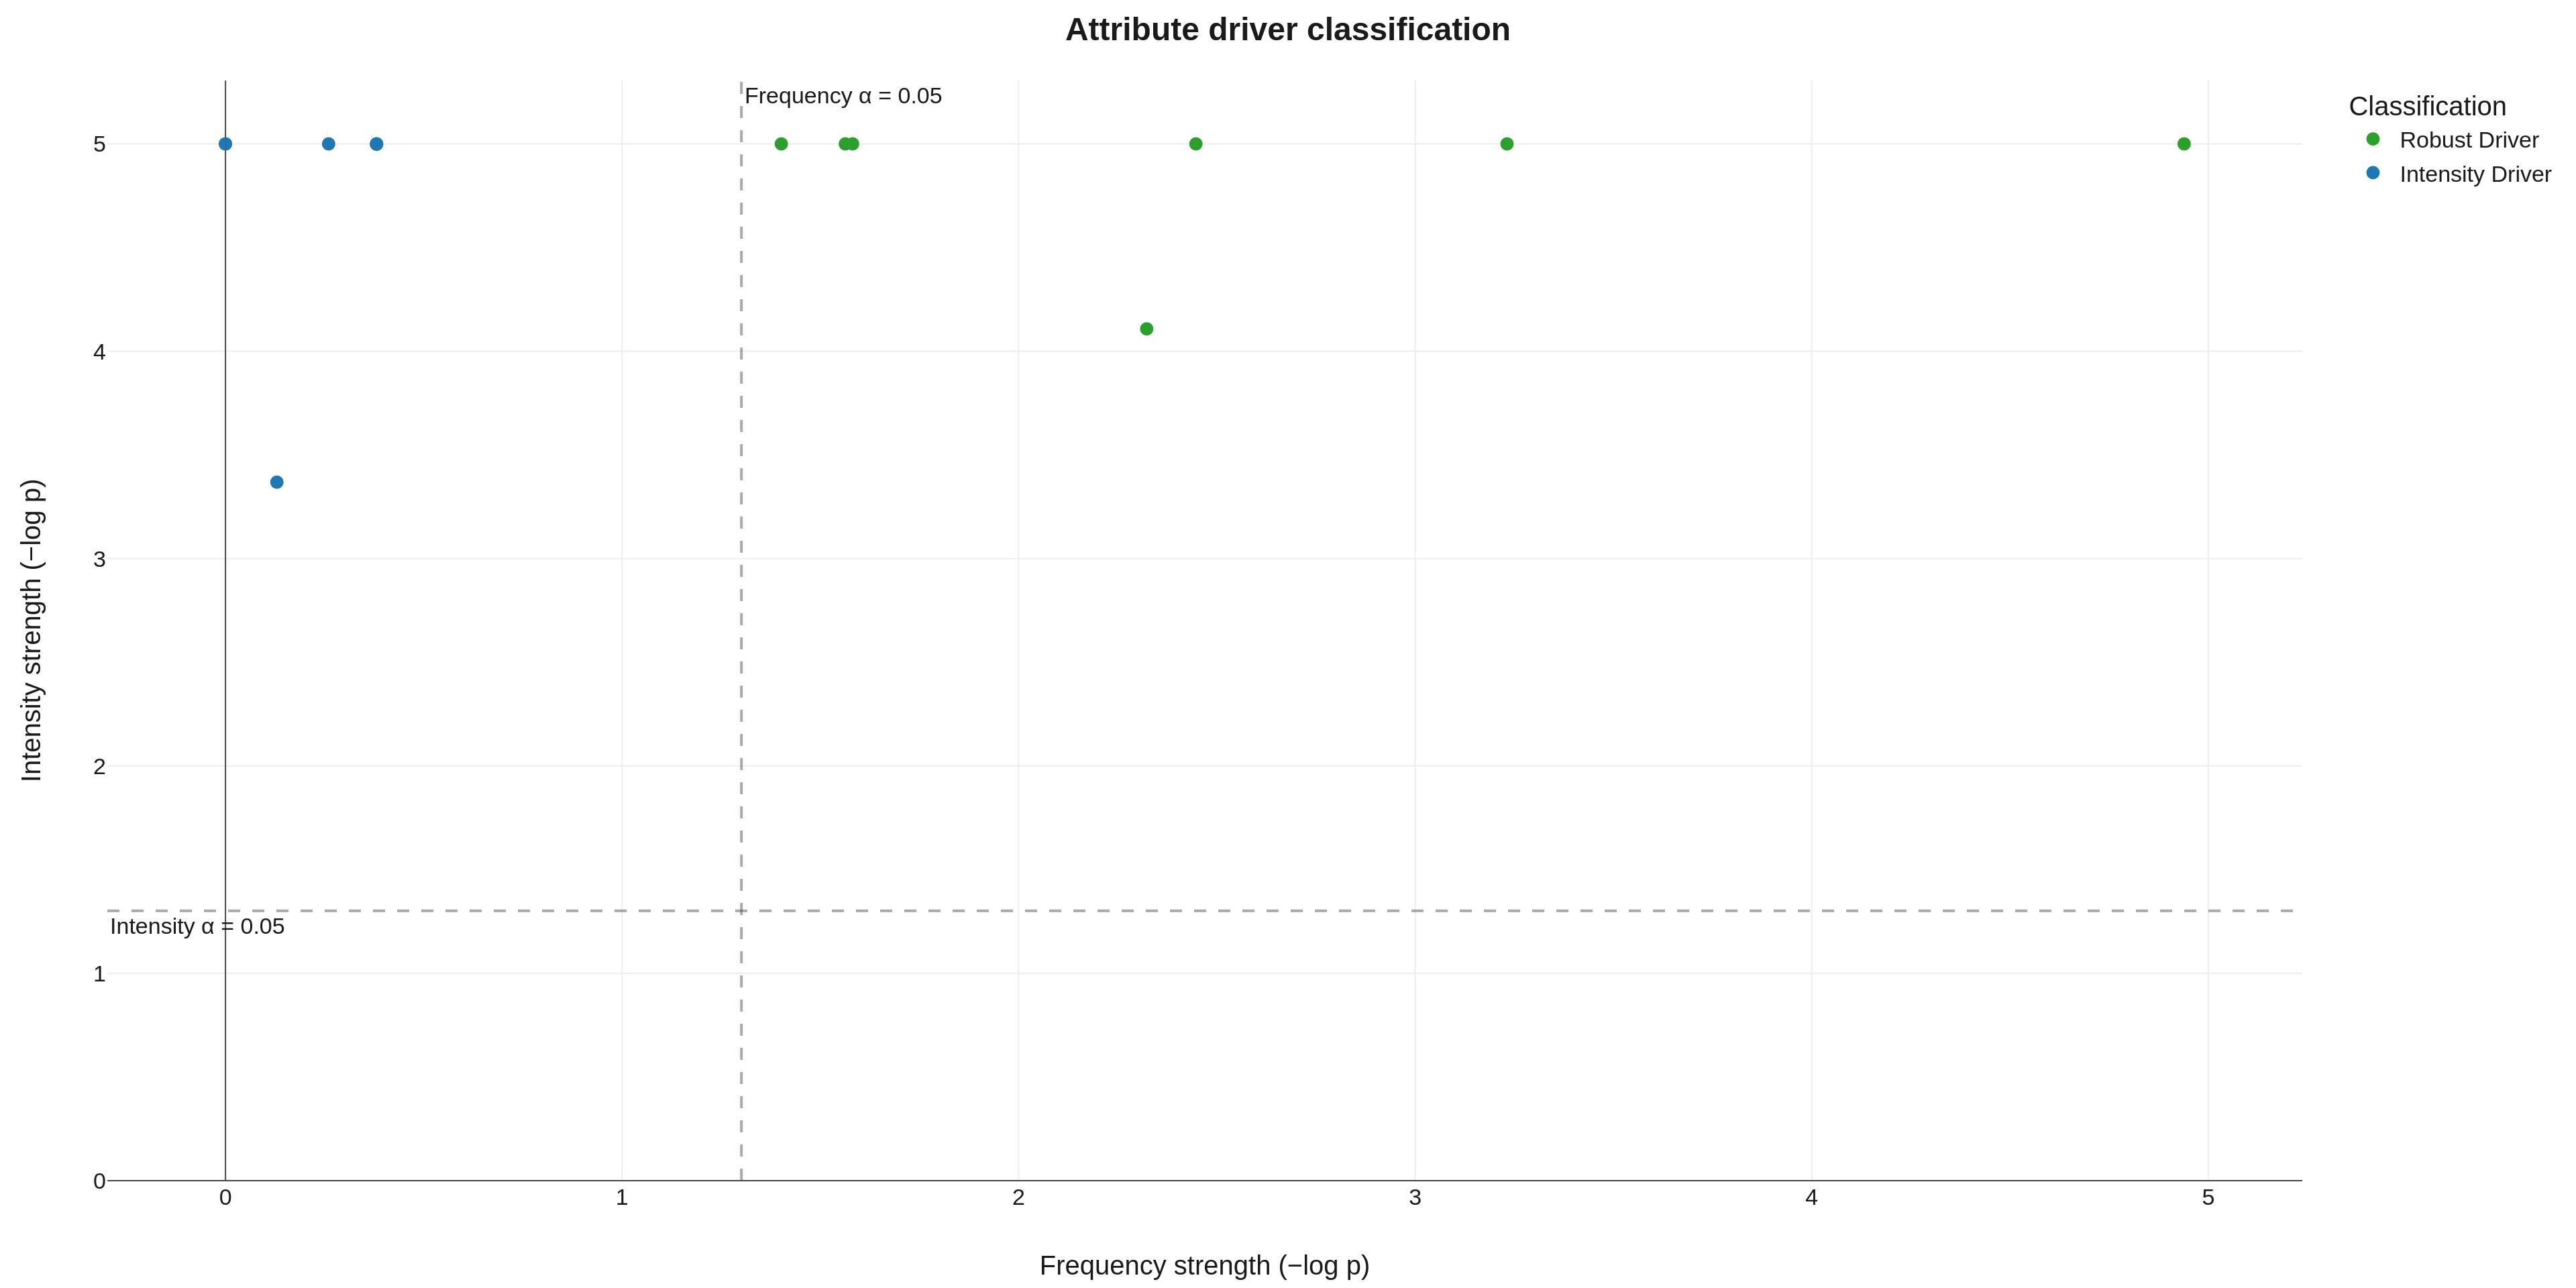 Attribute driver classification
Frequency α = 0.05
Classification
Robust Driver
Intensity Driver
5
4
3
2
1
0
Intensity strength (−log p)
Intensity α = 0.05
0 1 2 3 4 5
Frequency strength (−log p)